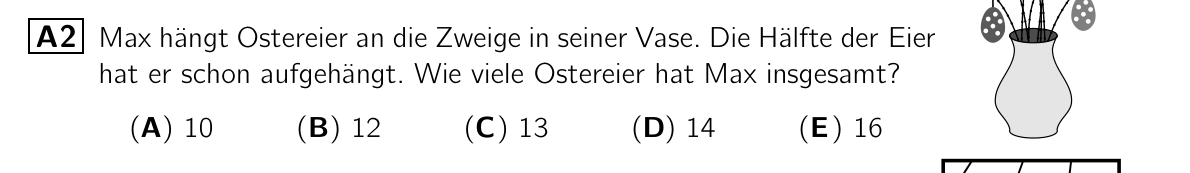 A2 Max hängt Ostereier an die Zweige in seiner Vase. Die Hälfte der Eier
hat er schon aufgehängt. Wie viele Ostereier hat Max insgesamt?
(A) 10 (B) 12 (C) 13 (D) 14 (E) 16